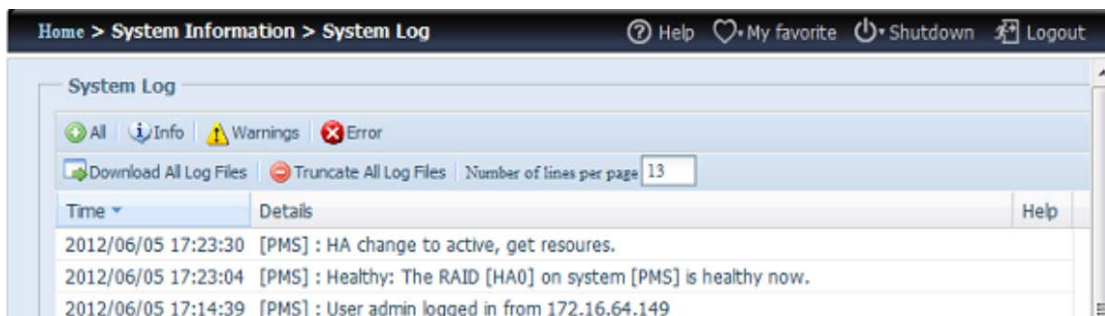 Home > System Information > System Log Help My favorite Shutdown Logout
System Log
All Info Warnings Error
Download All Log Files Truncate All Log Files Number of lines per page 13
Time Details Help
2012/06/05 17:23:30 [PMS] : HA change to active, get resoures.
2012/06/05 17:23:04 [PMS] : Healthy: The RAID [HA0] on system [PMS] is healthy now.
2012/06/05 17:14:39 [PMS] : User admin logged in from 172.16.64.149